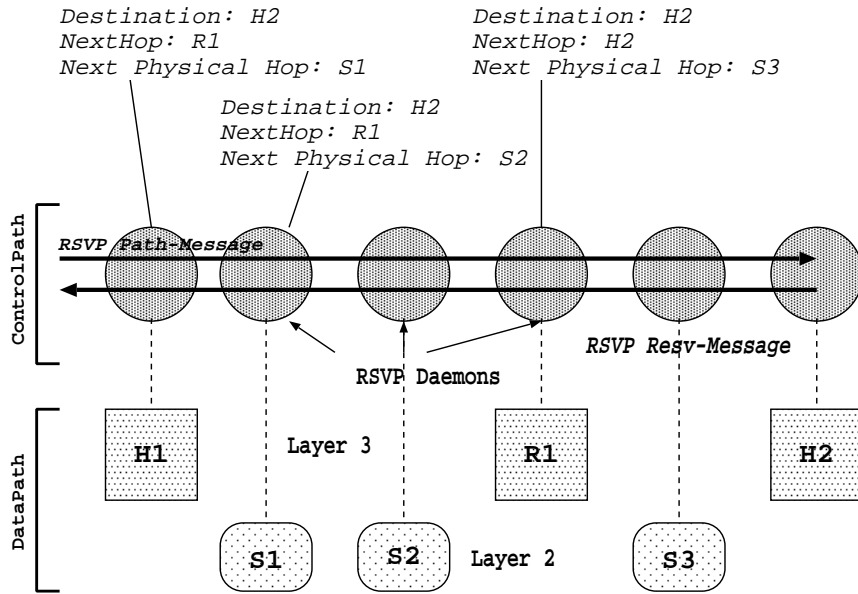 Destination: H2
NextHop: R1
Next Physical Hop: S1
Destination: H2
NextHop: H2
Next Physical Hop: S3
Destination: H2
NextHop: R1
Next Physical Hop: S2
ControlPath
RSVP Path-Message
RSVP Resv-Message
RSVP Daemons
DataPath
H1
Layer 3
R1
H2
S1
S2
Layer 2
S3